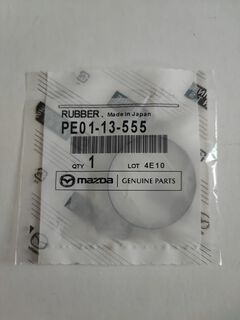 RUBBER. Made in Japan
PE01-13-555
QTY 1 LOT 4E10
mazda GENUINE PARTS